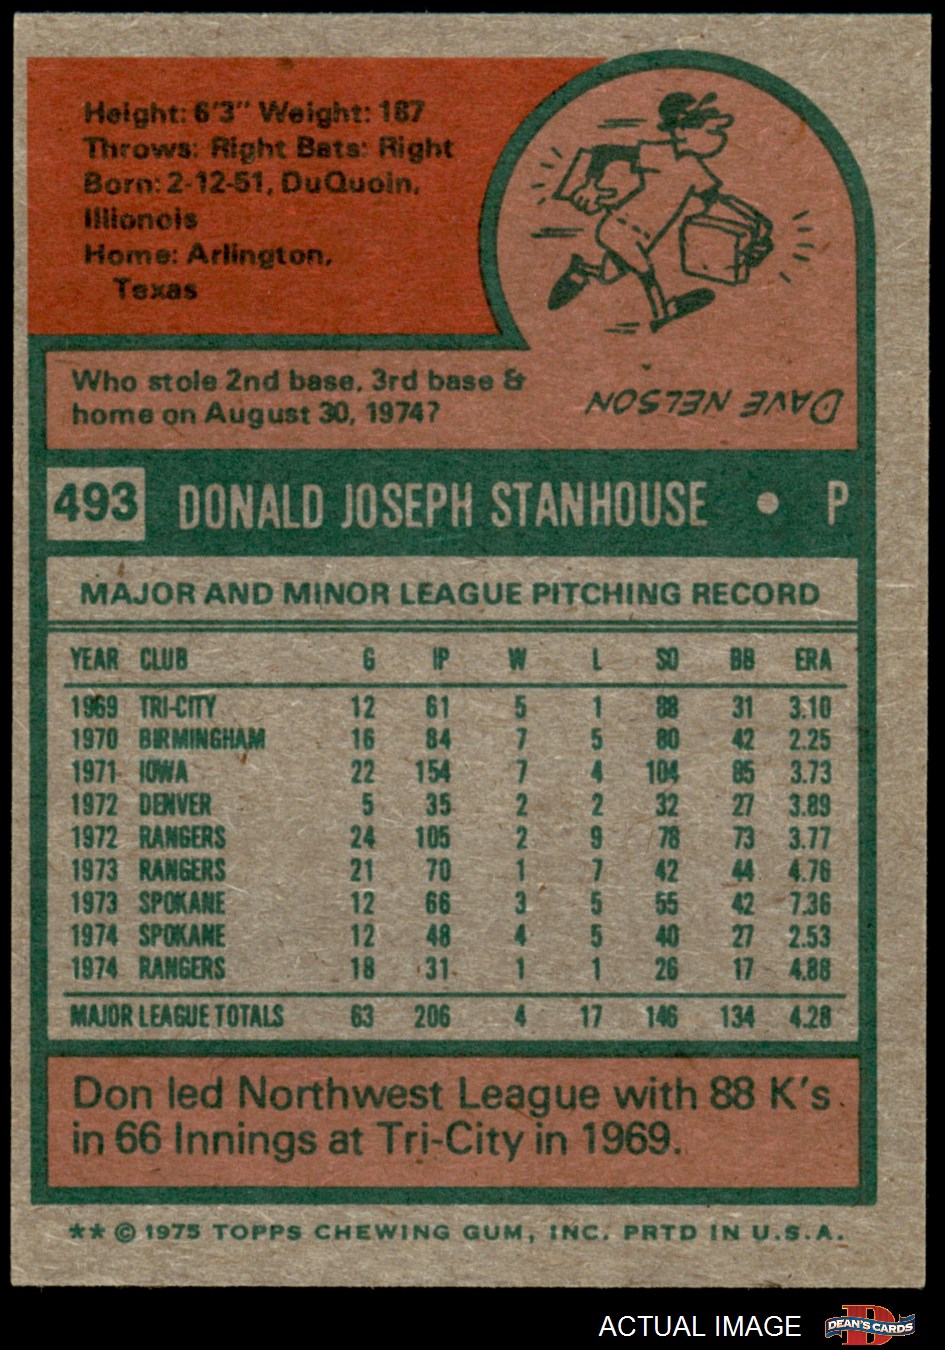 Height: 6'3" Weight: 187
Throws: Right Bats: Right
Born: 2-12-51, DuQuoin,
Illionois
Home: Arlington,
Texas
Who stole 2nd base, 3rd base &
home on August 30, 1974?
DAVE NELSON
493 DONALD JOSEPH STANHOUSE • P
MAJOR AND MINOR LEAGUE PITCHING RECORD
YEAR CLUB G IP W L SO BB ERA
1969 TRI-CITY 12 61 5 1 88 31 3.10
1970 BIRMINGHAM 16 84 7 5 80 42 2.25
1971 IOWA 22 154 7 4 104 85 3.73
1972 DENVER 5 35 2 2 32 27 3.89
1972 RANGERS 24 105 2 9 78 73 3.77
1973 RANGERS 21 70 1 7 42 44 4.76
1973 SPOKANE 12 66 3 5 55 42 7.36
1974 SPOKANE 12 48 4 5 40 27 2.53
1974 RANGERS 18 31 1 1 26 17 4.88
MAJOR LEAGUE TOTALS 63 206 4 17 146 134 4.28
Don led Northwest League with 88 K's
in 66 Innings at Tri-City in 1969.
** © 1975 TOPPS CHEWING GUM, INC. PRTD IN U.S.A.
ACTUAL IMAGE
D
DEAN'S CARDS